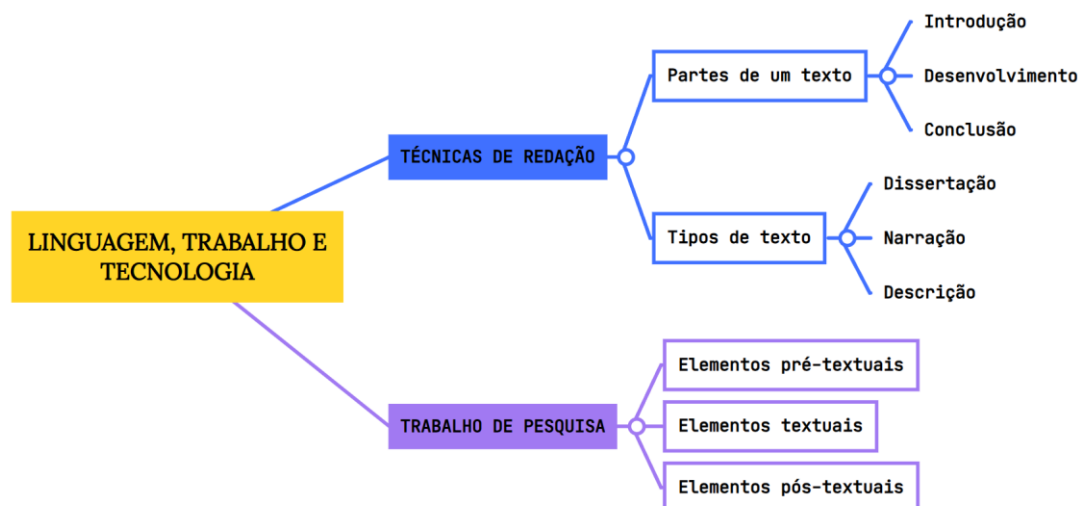 LINGUAGEM, TRABALHO E
TECNOLOGIA
TÉCNICAS DE REDAÇÃO
Partes de um texto
Introdução
Desenvolvimento
Conclusão
Tipos de texto
Dissertação
Narração
Descrição
TRABALHO DE PESQUISA
Elementos pré-textuais
Elementos textuais
Elementos pós-textuais